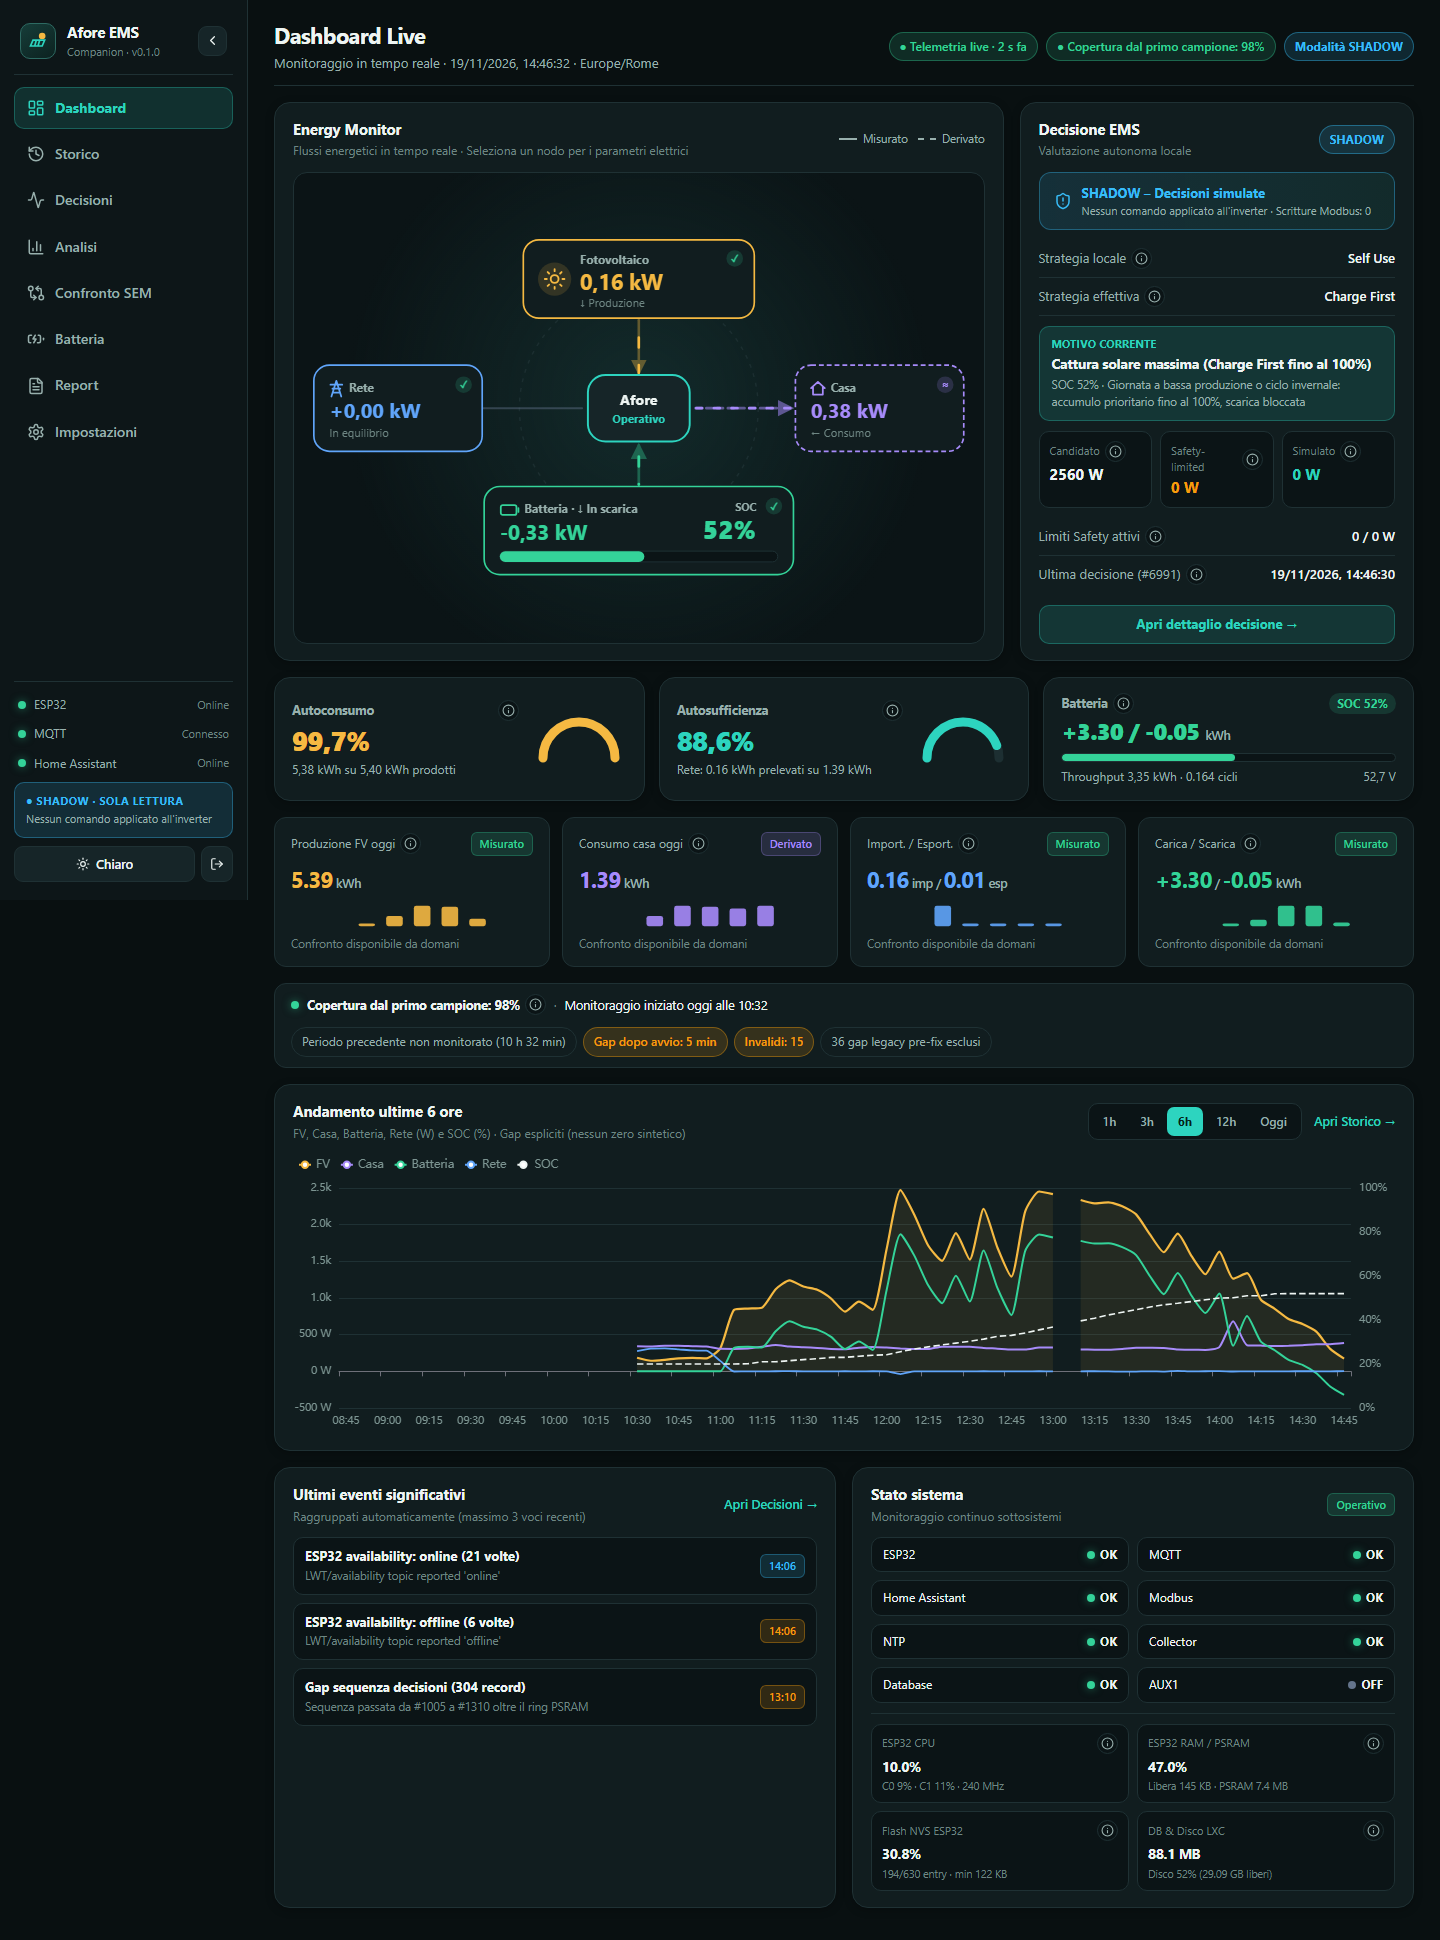 Afore EMS
Companion · v0.1.0
Dashboard
Storico
Decisioni
Analisi
Confronto SEM
Batteria
Report
Impostazioni
ESP32 Online
MQTT Connesso
Home Assistant Online
● SHADOW · SOLA LETTURA
Nessun comando applicato all'inverter
Chiaro
Dashboard Live
Monitoraggio in tempo reale · 19/11/2026, 14:46:32 · Europe/Rome
● Telemetria live · 2 s fa
● Copertura dal primo campione: 98%
Modalità SHADOW
Energy Monitor
Flussi energetici in tempo reale · Seleziona un nodo per i parametri elettrici
Misurato
Derivato
Fotovoltaico ✓
0,16 kW
↓ Produzione
Rete ✓
+0,00 kW
In equilibrio
Afore
Operativo
Casa ≈
0,38 kW
← Consumo
Batteria · ↓ In scarica
SOC ✓
-0,33 kW
52%
Decisione EMS
Valutazione autonoma locale
SHADOW
SHADOW – Decisioni simulate
Nessun comando applicato all'inverter · Scritture Modbus: 0
Strategia locale Self Use
Strategia effettiva Charge First
MOTIVO CORRENTE
Cattura solare massima (Charge First fino al 100%)
SOC 52% · Giornata a bassa produzione o ciclo invernale:
accumulo prioritario fino al 100%, scarica bloccata
Candidato
2560 W
Safety-
limited
0 W
Simulato
0 W
Limiti Safety attivi 0 / 0 W
Ultima decisione (#6991) 19/11/2026, 14:46:30
Apri dettaglio decisione →
Autoconsumo
99,7%
5,38 kWh su 5,40 kWh prodotti
Autosufficienza
88,6%
Rete: 0.16 kWh prelevati su 1.39 kWh
Batteria
SOC 52%
+3.30 / -0.05 kWh
Throughput 3,35 kWh · 0.164 cicli 52,7 V
Produzione FV oggi Misurato
5.39 kWh
Confronto disponibile da domani
Consumo casa oggi Derivato
1.39 kWh
Confronto disponibile da domani
Import. / Esport. Misurato
0.16 imp / 0.01 esp
Confronto disponibile da domani
Carica / Scarica Misurato
+3.30 / -0.05 kWh
Confronto disponibile da domani
Copertura dal primo campione: 98% · Monitoraggio iniziato oggi alle 10:32
Periodo precedente non monitorato (10 h 32 min)
Gap dopo avvio: 5 min
Invalidi: 15
36 gap legacy pre-fix esclusi
Andamento ultime 6 ore
FV, Casa, Batteria, Rete (W) e SOC (%) · Gap espliciti (nessun zero sintetico)
1h 3h 6h 12h Oggi
Apri Storico →
FV Casa Batteria Rete SOC
2.5k 100%
2.0k 80%
1.5k 60%
1.0k 40%
500 W 20%
0 W 0%
-500 W
08:45 09:00 09:15 09:30 09:45 10:00 10:15 10:30 10:45 11:00 11:15 11:30 11:45 12:00 12:15 12:30 12:45 13:00 13:15 13:30 13:45 14:00 14:15 14:30 14:45
Ultimi eventi significativi
Raggruppati automaticamente (massimo 3 voci recenti)
Apri Decisioni →
ESP32 availability: online (21 volte)
LWT/availability topic reported 'online'
14:06
ESP32 availability: offline (6 volte)
LWT/availability topic reported 'offline'
14:06
Gap sequenza decisioni (304 record)
Sequenza passata da #1005 a #1310 oltre il ring PSRAM
13:10
Stato sistema
Monitoraggio continuo sottosistemi
Operativo
ESP32 OK
MQTT OK
Home Assistant OK
Modbus OK
NTP OK
Collector OK
Database OK
AUX1 OFF
ESP32 CPU
10.0%
C0 9% · C1 11% · 240 MHz
ESP32 RAM / PSRAM
47.0%
Libera 145 KB · PSRAM 7.4 MB
Flash NVS ESP32
30.8%
194/630 entry · min 122 KB
DB & Disco LXC
88.1 MB
Disco 52% (29.09 GB liberi)